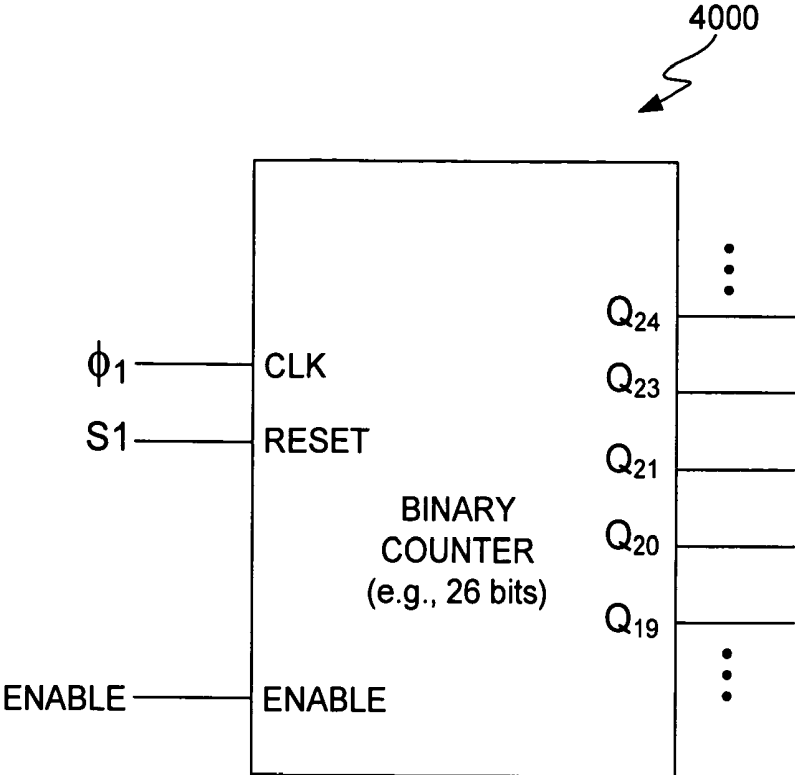 4000
Q24
ϕ1 CLK
Q23
S1 RESET
Q21
BINARY
COUNTER
(e.g., 26 bits)
Q20
Q19
ENABLE ENABLE